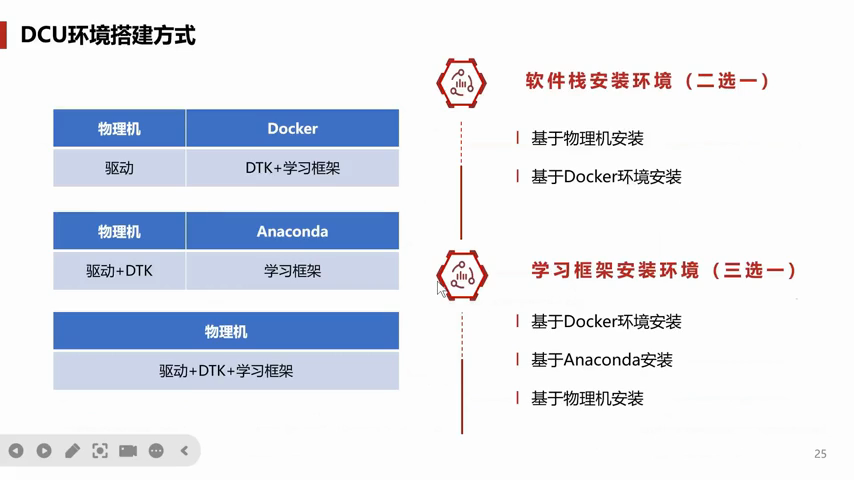 DCU环境搭建方式
物理机 Docker
驱动 DTK+学习框架
物理机 Anaconda
驱动+DTK 学习框架
物理机
驱动+DTK+学习框架
软件栈安装环境（二选一）
基于物理机安装
基于Docker环境安装
学习框架安装环境（三选一）
基于Docker环境安装
基于Anaconda安装
基于物理机安装
25